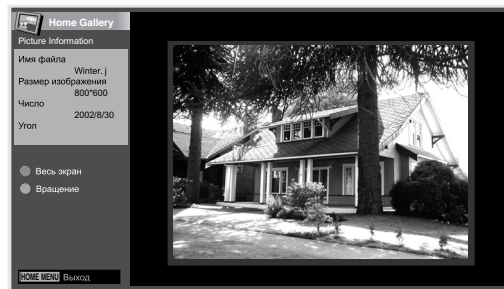 Home Gallery
Picture Information
Имя файла
Winter. j
Размер изображения
800*600
Число
2002/8/30
Угол
Весь экран
Вращение
HOME MENU Выход